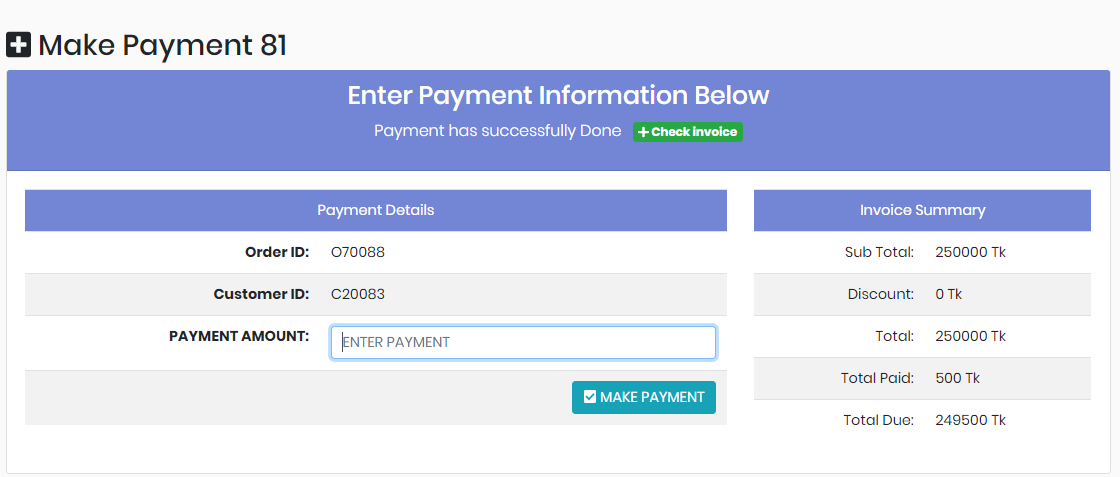 Make Payment 81
Enter Payment Information Below
Payment has successfully Done Check invoice
Payment Details
Order ID: O70088
Customer ID: C20083
PAYMENT AMOUNT: ENTER PAYMENT
MAKE PAYMENT
Invoice Summary
Sub Total: 250000 Tk
Discount: 0 Tk
Total: 250000 Tk
Total Paid: 500 Tk
Total Due: 249500 Tk